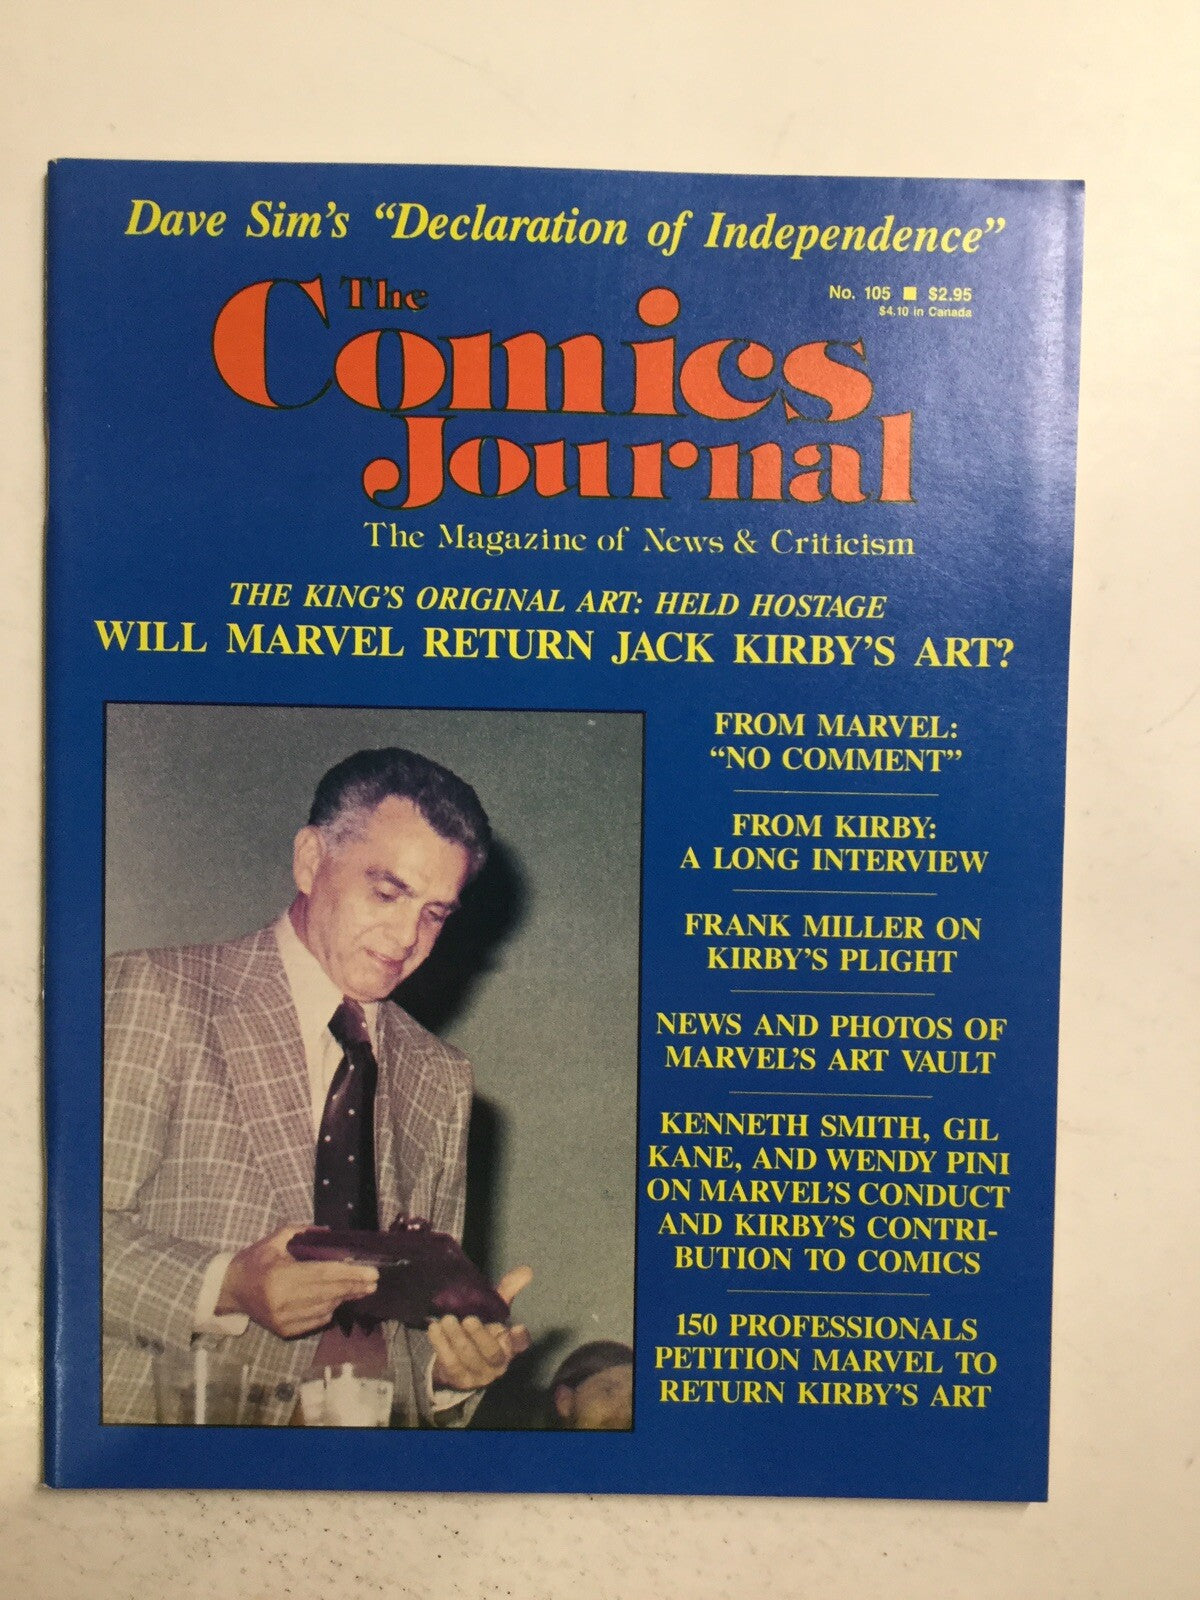 Dave Sim's “Declaration of Independence”
No. 105 ■ $2.95
$4.10 in Canada
The
Comics
Journal
The Magazine of News & Criticism
THE KING'S ORIGINAL ART: HELD HOSTAGE
WILL MARVEL RETURN JACK KIRBY'S ART?
FROM MARVEL:
“NO COMMENT”
FROM KIRBY:
A LONG INTERVIEW
FRANK MILLER ON
KIRBY'S PLIGHT
NEWS AND PHOTOS OF
MARVEL'S ART VAULT
KENNETH SMITH, GIL
KANE, AND WENDY PINI
ON MARVEL'S CONDUCT
AND KIRBY'S CONTRI-
BUTION TO COMICS
150 PROFESSIONALS
PETITION MARVEL TO
RETURN KIRBY'S ART